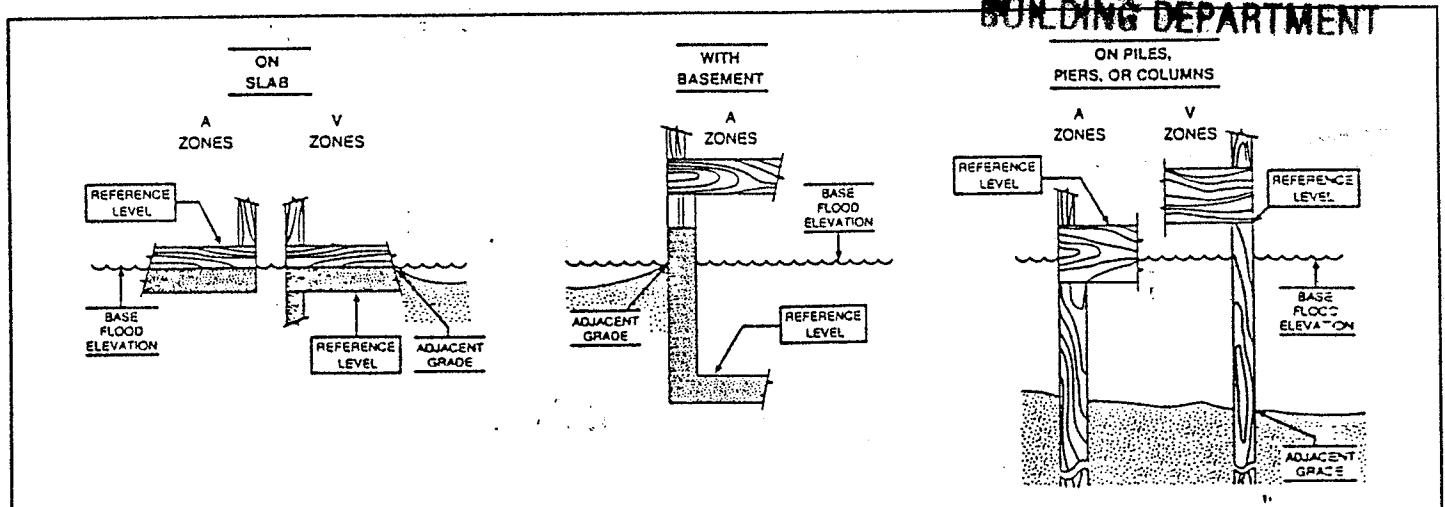 BUILDING DEPARTMENT
ON
SLAB
A
ZONES
V
ZONES
REFERENCE
LEVEL
BASE
FLOOD
ELEVATION
REFERENCE
LEVEL
ADJACENT
GRADE
WITH
BASEMENT
A
ZONES
BASE
FLOOD
ELEVATION
ADJACENT
GRADE
REFERENCE
LEVEL
ON PILES,
PIERS, OR COLUMNS
A
ZONES
V
ZONES
REFERENCE
LEVEL
REFERENCE
LEVEL
BASE
FLOOD
ELEVATION
ADJACENT
GRADE